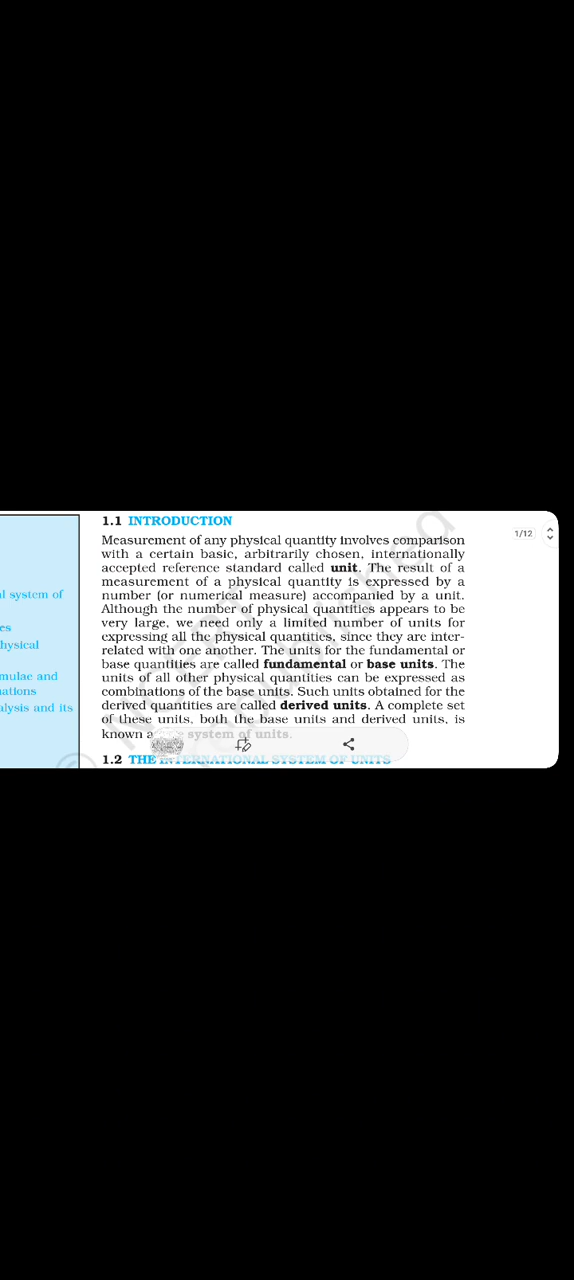 1.1 INTRODUCTION
1/12
Measurement of any physical quantity involves comparison
with a certain basic, arbitrarily chosen, internationally
accepted reference standard called unit. The result of a
measurement of a physical quantity is expressed by a
number (or numerical measure) accompanied by a unit.
Although the number of physical quantities appears to be
very large, we need only a limited number of units for
expressing all the physical quantities, since they are inter-
related with one another. The units for the fundamental or
base quantities are called fundamental or base units. The
units of all other physical quantities can be expressed as
combinations of the base units. Such units obtained for the
derived quantities are called derived units. A complete set
of these units, both the base units and derived units, is
known system of units.
1.2 THE INTERNATIONAL SYSTEM OF UNITS
al system of
es
hysical
mulae and
nations
alysis and its
© NCERT